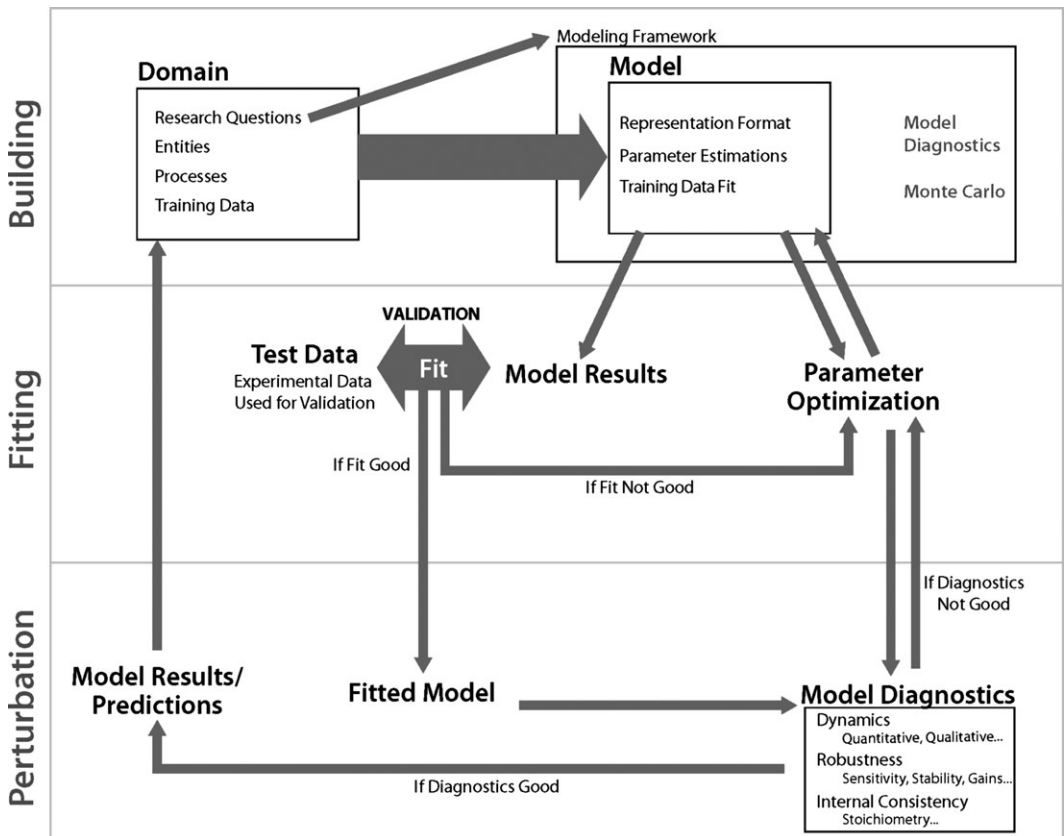 Building
Modeling Framework
Domain
Research Questions
Entities
Processes
Training Data
Model
Representation Format
Parameter Estimations
Training Data Fit
Model
Diagnostics
Monte Carlo
Fitting
VALIDATION
Test Data
Experimental Data
Used for Validation
Fit
Model Results
Parameter
Optimization
If Fit Good
If Fit Not Good
Perturbation
If Diagnostics
Not Good
Model Results/
Predictions
Fitted Model
Model Diagnostics
Dynamics
Quantitative, Qualitative...
Robustness
Sensitivity, Stability, Gains...
Internal Consistency
Stoichiometry...
If Diagnostics Good